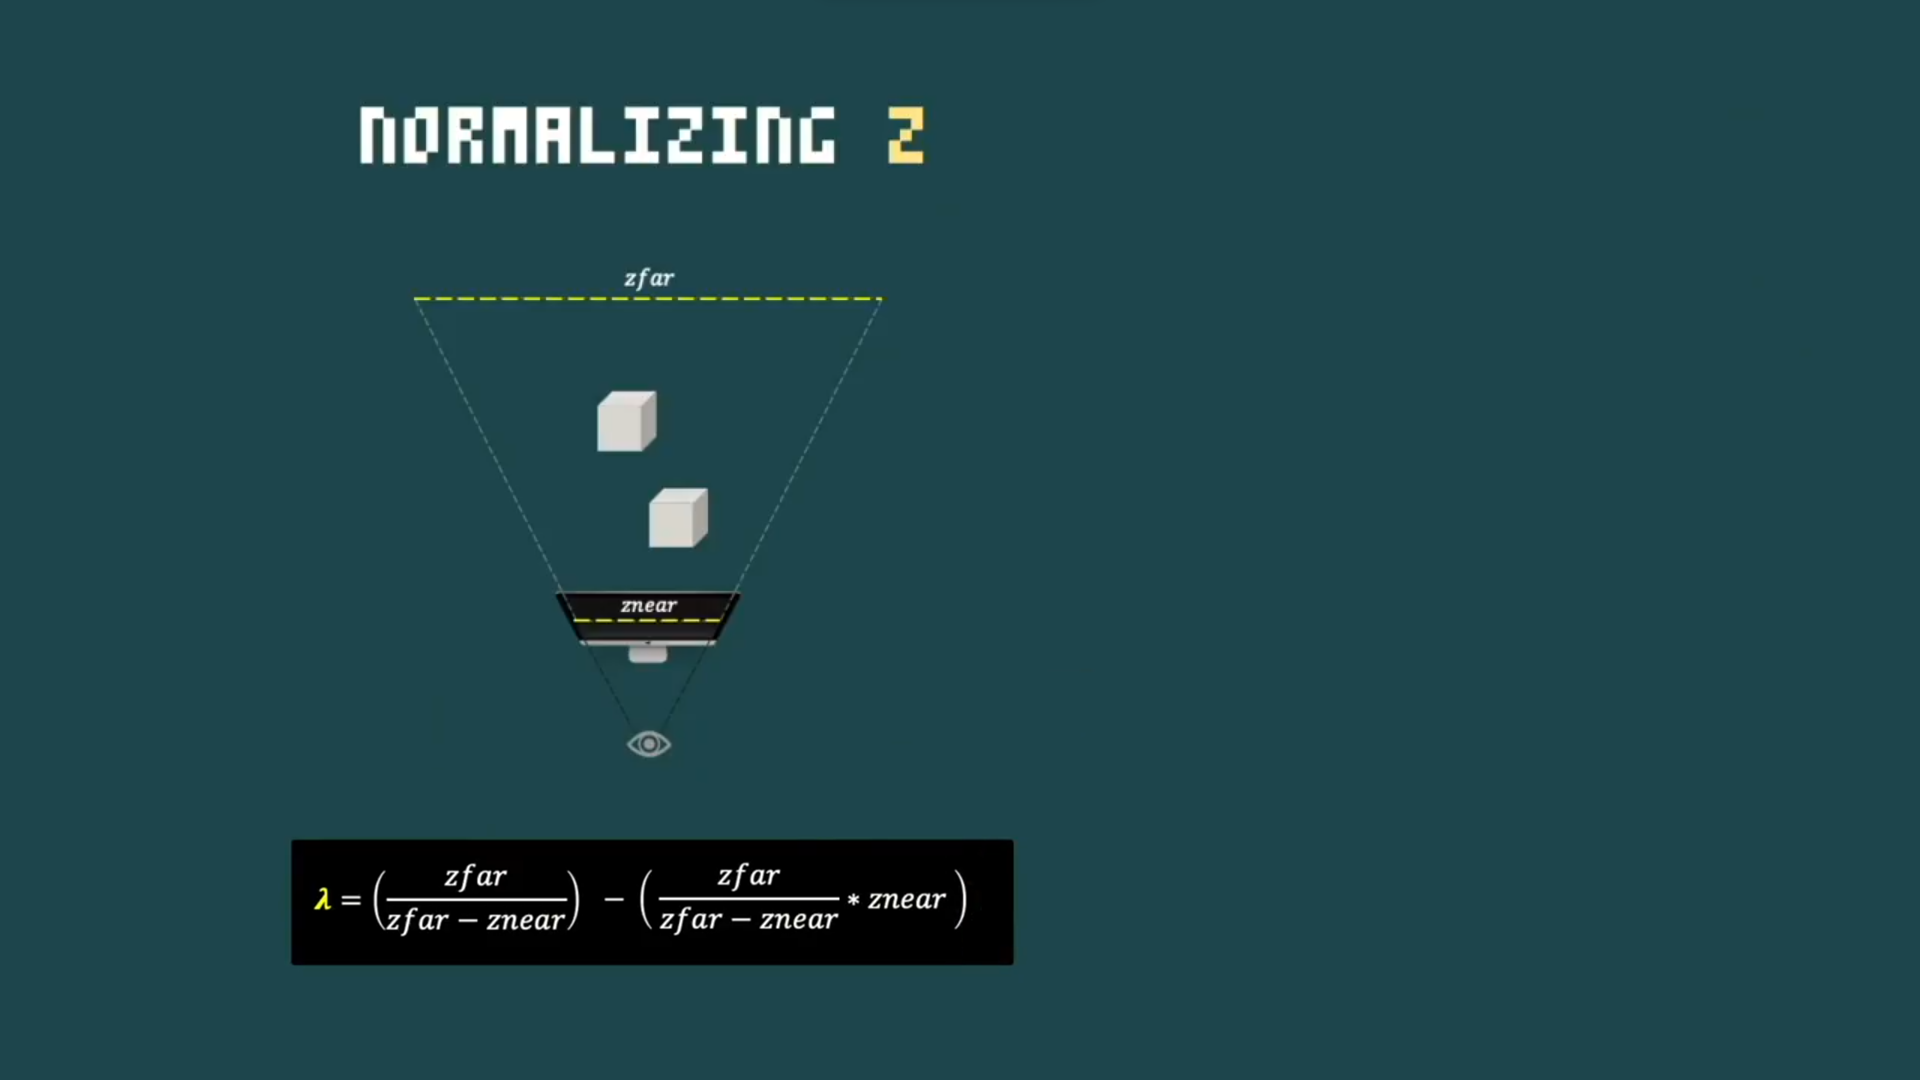 NORMALIZING Z
zfar
znear
λ = (zfar / zfar − znear) − (zfar / zfar − znear * znear)